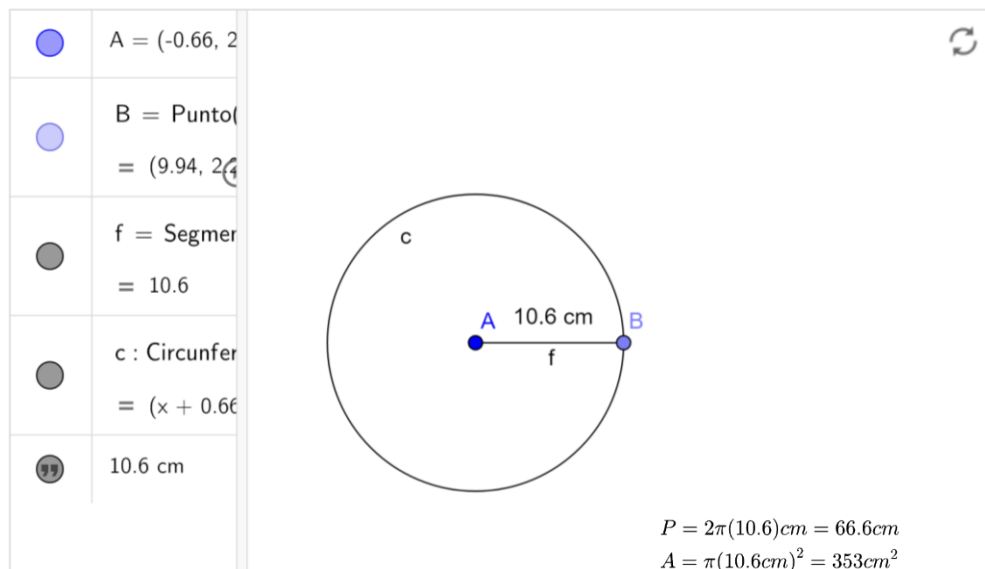 A = (-0.66, 2
B = Punto(
= (9.94, 2.2
f = Segmer
= 10.6
c : Circunfer
= (x + 0.66
10.6 cm
c
A 10.6 cm B
f
P = 2π(10.6)cm = 66.6cm
A = π(10.6cm)² = 353cm²